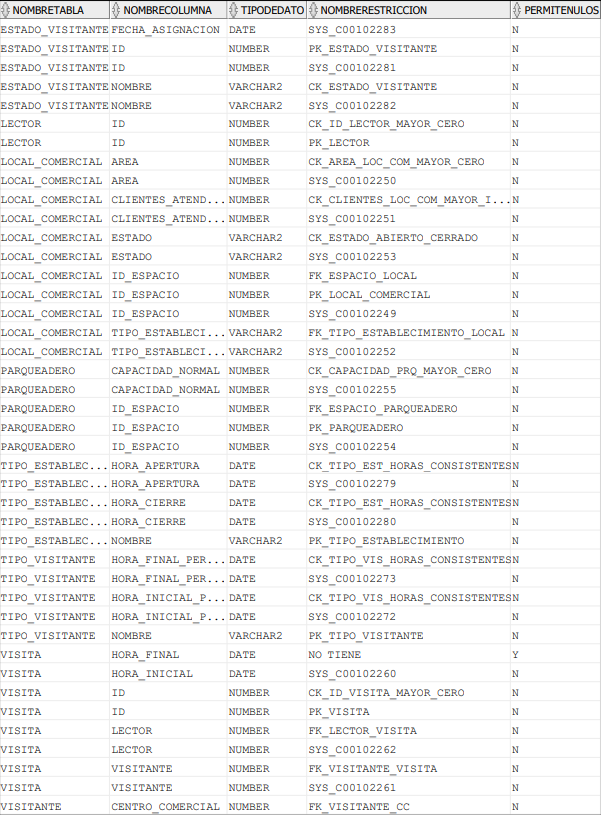 NOMBRETABLA NOMBRECOLUMNA TIPODEDATO NOMBRERESTRICCION PERMITENULOS
ESTADO_VISITANTE FECHA_ASIGNACION DATE SYS_C00102283 N
ESTADO_VISITANTE ID NUMBER PK_ESTADO_VISITANTE N
ESTADO_VISITANTE ID NUMBER SYS_C00102281 N
ESTADO_VISITANTE NOMBRE VARCHAR2 CK_ESTADO_VISITANTE N
ESTADO_VISITANTE NOMBRE VARCHAR2 SYS_C00102282 N
LECTOR ID NUMBER CK_ID_LECTOR_MAYOR_CERO N
LECTOR ID NUMBER PK_LECTOR N
LOCAL_COMERCIAL AREA NUMBER CK_AREA_LOC_COM_MAYOR_CERO N
LOCAL_COMERCIAL AREA NUMBER SYS_C00102250 N
LOCAL_COMERCIAL CLIENTES_ATEND... NUMBER CK_CLIENTES_LOC_COM_MAYOR_I... N
LOCAL_COMERCIAL CLIENTES_ATEND... NUMBER SYS_C00102251 N
LOCAL_COMERCIAL ESTADO VARCHAR2 CK_ESTADO_ABIERTO_CERRADO N
LOCAL_COMERCIAL ESTADO VARCHAR2 SYS_C00102253 N
LOCAL_COMERCIAL ID_ESPACIO NUMBER FK_ESPACIO_LOCAL N
LOCAL_COMERCIAL ID_ESPACIO NUMBER PK_LOCAL_COMERCIAL N
LOCAL_COMERCIAL ID_ESPACIO NUMBER SYS_C00102249 N
LOCAL_COMERCIAL TIPO_ESTABLECI... VARCHAR2 FK_TIPO_ESTABLECIMIENTO_LOCAL N
LOCAL_COMERCIAL TIPO_ESTABLECI... VARCHAR2 SYS_C00102252 N
PARQUEADERO CAPACIDAD_NORMAL NUMBER CK_CAPACIDAD_PRQ_MAYOR_CERO N
PARQUEADERO CAPACIDAD_NORMAL NUMBER SYS_C00102255 N
PARQUEADERO ID_ESPACIO NUMBER FK_ESPACIO_PARQUEADERO N
PARQUEADERO ID_ESPACIO NUMBER PK_PARQUEADERO N
PARQUEADERO ID_ESPACIO NUMBER SYS_C00102254 N
TIPO_ESTABLEC... HORA_APERTURA DATE CK_TIPO_EST_HORAS_CONSISTENTES N
TIPO_ESTABLEC... HORA_APERTURA DATE SYS_C00102279 N
TIPO_ESTABLEC... HORA_CIERRE DATE CK_TIPO_EST_HORAS_CONSISTENTES N
TIPO_ESTABLEC... HORA_CIERRE DATE SYS_C00102280 N
TIPO_ESTABLEC... NOMBRE VARCHAR2 PK_TIPO_ESTABLECIMIENTO N
TIPO_VISITANTE HORA_FINAL_PER... DATE CK_TIPO_VIS_HORAS_CONSISTENTES N
TIPO_VISITANTE HORA_FINAL_PER... DATE SYS_C00102273 N
TIPO_VISITANTE HORA_INICIAL_P... DATE CK_TIPO_VIS_HORAS_CONSISTENTES N
TIPO_VISITANTE HORA_INICIAL_P... DATE SYS_C00102272 N
TIPO_VISITANTE NOMBRE VARCHAR2 PK_TIPO_VISITANTE N
VISITA HORA_FINAL DATE NO TIENE Y
VISITA HORA_INICIAL DATE SYS_C00102260 N
VISITA ID NUMBER CK_ID_VISITA_MAYOR_CERO N
VISITA ID NUMBER PK_VISITA N
VISITA LECTOR NUMBER FK_LECTOR_VISITA N
VISITA LECTOR NUMBER SYS_C00102262 N
VISITA VISITANTE NUMBER FK_VISITANTE_VISITA N
VISITA VISITANTE NUMBER SYS_C00102261 N
VISITANTE CENTRO_COMERCIAL NUMBER FK_VISITANTE_CC N